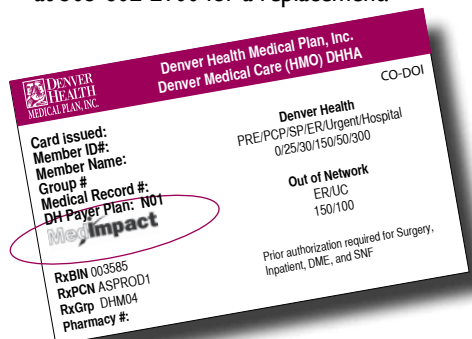 for a replacement.
DENVER
HEALTH
MEDICAL PLAN, INC.
Denver Health Medical Plan, Inc.
Denver Medical Care (HMO) DHHA
CO-DOI
Card issued:
Member ID#:
Member Name:
Group #
Medical Record #:
DH Payer Plan: N01
MedImpact
RxBIN 003585
RxPCN ASPROD1
RxGrp DHM04
Pharmacy #:
Denver Health
PRE/PCP/SP/ER/Urgent/Hospital
0/25/30/150/50/300
Out of Network
ER/UC
150/100
Prior authorization required for Surgery,
Inpatient, DME, and SNF